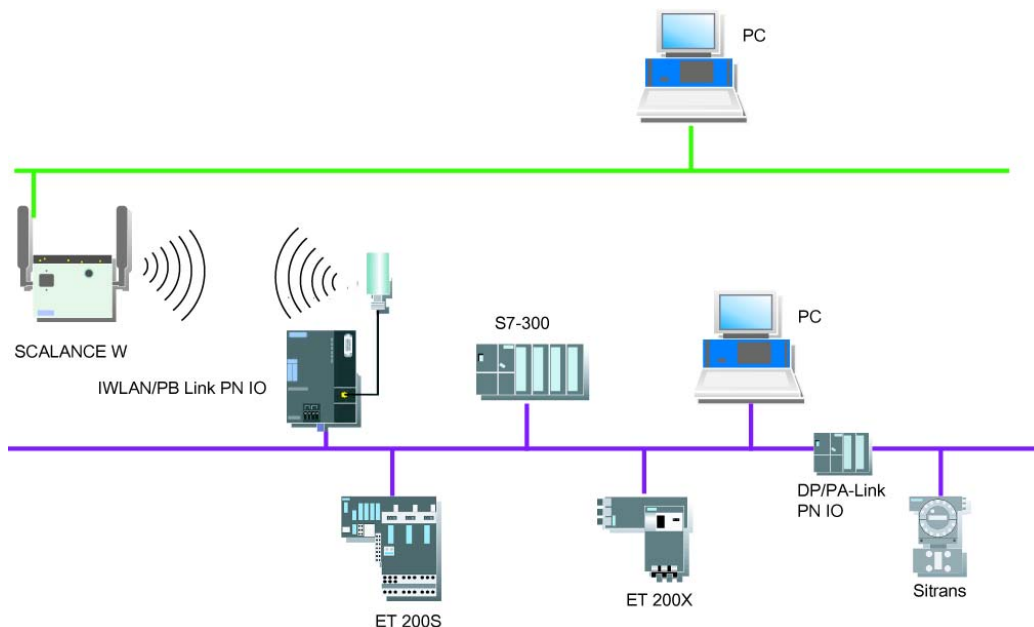 PC
SCALANCE W
IWLAN/PB Link PN IO
S7-300
PC
DP/PA-Link
PN IO
ET 200S
ET 200X
Sitrans